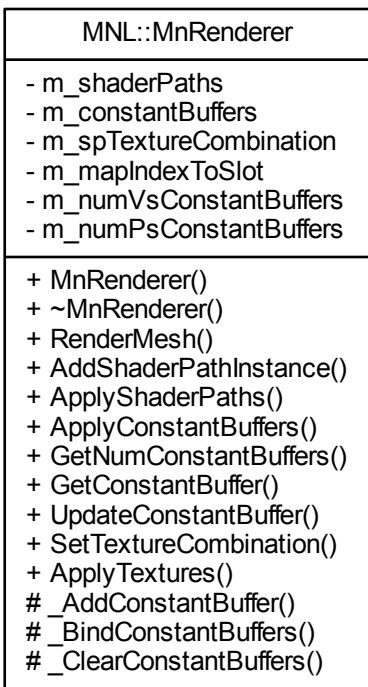 MNL::MnRenderer
- m_shaderPaths
- m_constantBuffers
- m_spTextureCombination
- m_mapIndexToSlot
- m_numVsConstantBuffers
- m_numPsConstantBuffers
+ MnRenderer()
+ ~MnRenderer()
+ RenderMesh()
+ AddShaderPathInstance()
+ ApplyShaderPaths()
+ ApplyConstantBuffers()
+ GetNumConstantBuffers()
+ GetConstantBuffer()
+ UpdateConstantBuffer()
+ SetTextureCombination()
+ ApplyTextures()
# _AddConstantBuffer()
# _BindConstantBuffers()
# _ClearConstantBuffers()